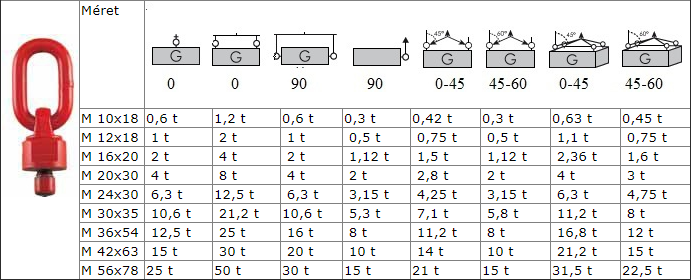 Méret
G G G G 45° G 60° G 45° G 60° G
0 0 90 90 0-45 45-60 0-45 45-60
M 10x18 0,6 t 1,2 t 0,6 t 0,3 t 0,42 t 0,3 t 0,63 t 0,45 t
M 12x18 1 t 2 t 1 t 0,5 t 0,75 t 0,5 t 1,1 t 0,75 t
M 16x20 2 t 4 t 2 t 1,12 t 1,5 t 1,12 t 2,36 t 1,6 t
M 20x30 4 t 8 t 4 t 2 t 2,8 t 2 t 4 t 3 t
M 24x30 6,3 t 12,5 t 6,3 t 3,15 t 4,25 t 3,15 t 6,3 t 4,75 t
M 30x35 10,6 t 21,2 t 10,6 t 5,3 t 7,1 t 5,8 t 11,2 t 8 t
M 36x54 12,5 t 25 t 16 t 8 t 11,2 t 8 t 16,8 t 12 t
M 42x63 15 t 30 t 20 t 10 t 14 t 10 t 21,2 t 15 t
M 56x78 25 t 50 t 30 t 15 t 21 t 15 t 31,5 t 22,5 t